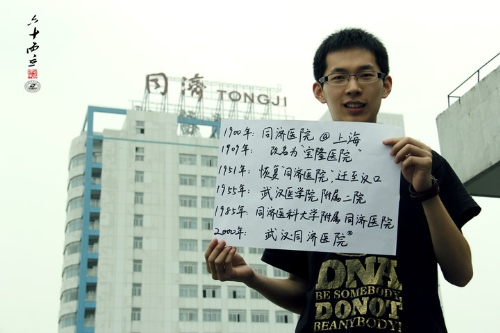 六十而立
同濟 TONGJI
1900年: 同济医院 @ 上海
1909年: 改名为"宝隆医院"
1951年: 恢复"同济医院", 迁至汉口
1955年: 武汉医学院附属二院
1985年: 同济医科大学附属同济医院
2000年: 武汉同济医院®
DNA
BE SOMEBODY
DO NOT
BE ANYBODY!